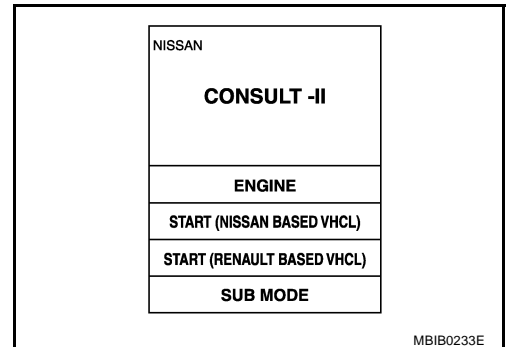 NISSAN
CONSULT -II
ENGINE
START (NISSAN BASED VHCL)
START (RENAULT BASED VHCL)
SUB MODE
MBIB0233E